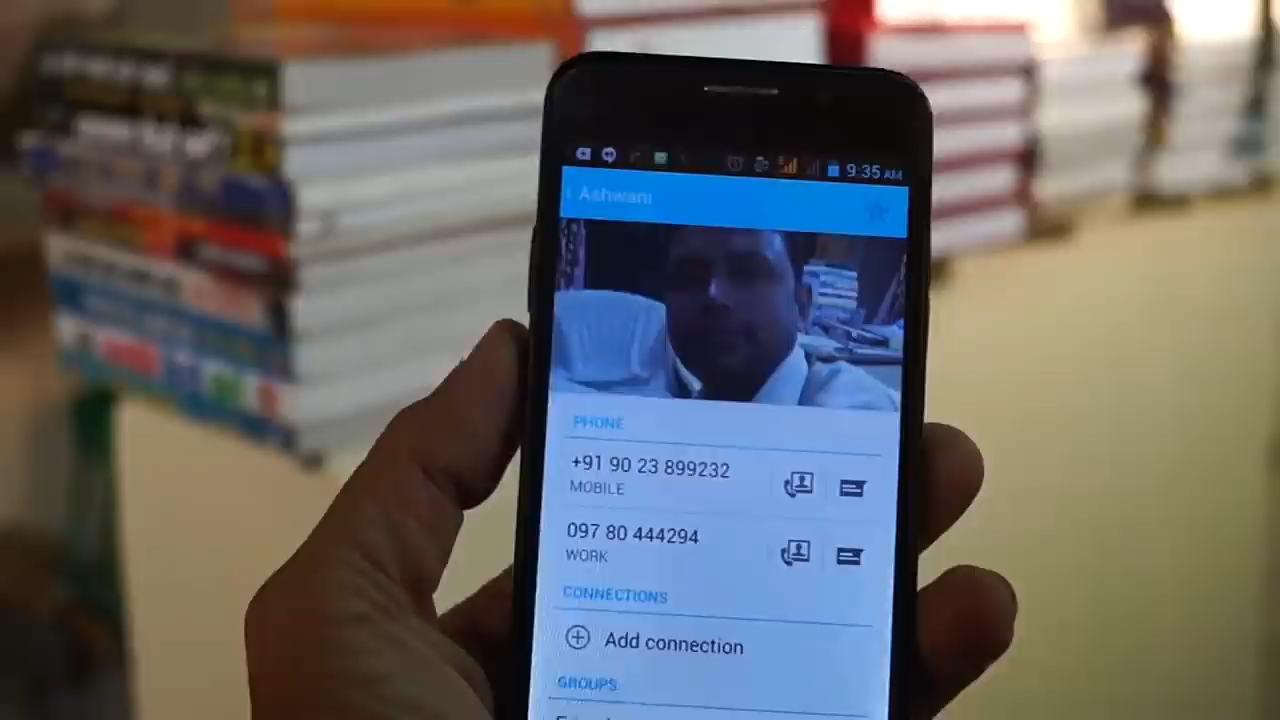 9:35 AM
Ashwani
PHONE
+91 90 23 899232
MOBILE
097 80 444294
WORK
CONNECTIONS
Add connection
GROUPS